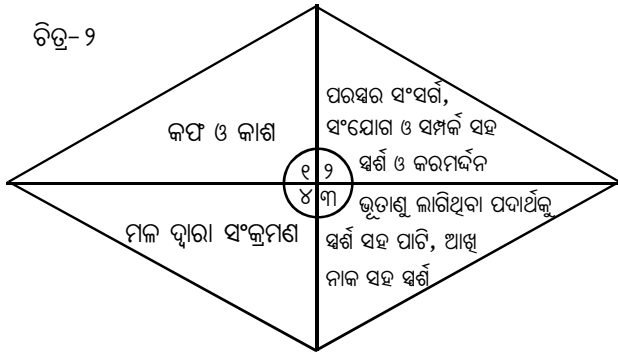 ଚିତ୍ର-୨
କଫ ଓ କାଶ
ପରସ୍ପର ସଂସର୍ଗ,
ସଂଯୋଗ ଓ ସମ୍ପର୍କ ସହ
ସ୍ପର୍ଶ ଓ କରମର୍ଦ୍ଦନ
୧ ୨
୪ ୩
ଭୂତାଣୁ ଲାଗିଥିବା ପଦାର୍ଥକୁ
ସ୍ପର୍ଶ ସହ ପାଟି, ଆଖି
ନାକ ସହ ସ୍ପର୍ଶ
ମଳ ଦ୍ୱାରା ସଂକ୍ରମଣ